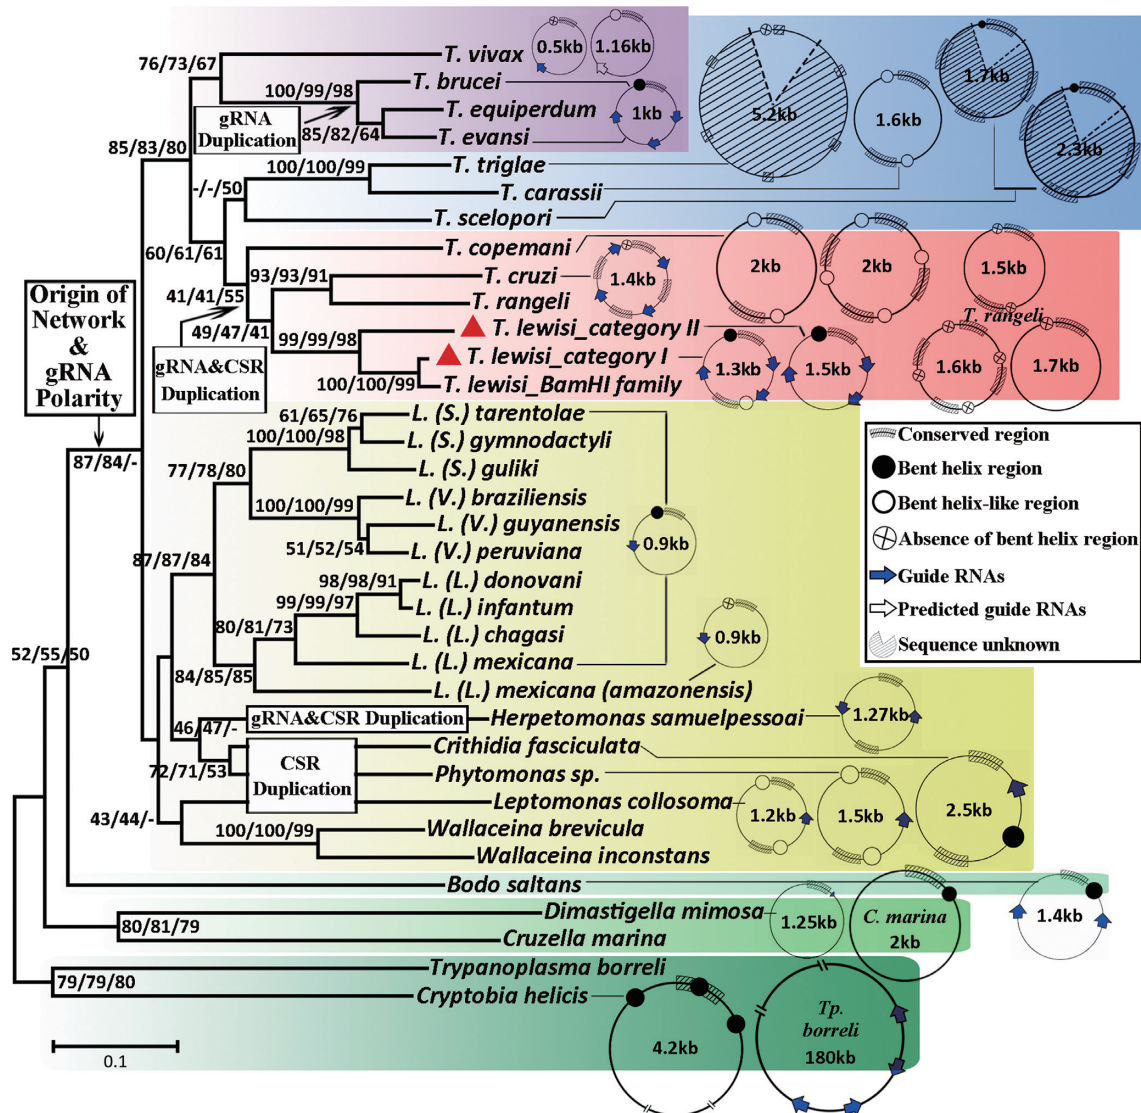 T. vivax
0.5kb
1.16kb
76/73/67
T. brucei
100/99/98
gRNA
Duplication
T. equiperdum
85/82/64
T. evansi
1kb
5.2kb
1.7kb
1.6kb
2.3kb
85/83/80
T. triglae
100/100/99
T. carassii
-/-/50
T. scelopori
60/61/61
T. copemani
2kb
2kb
1.5kb
93/93/91
T. cruzi
1.4kb
41/41/55
T. rangeli
T. rangeli
49/47/41
T. lewisi_category II
99/99/98
T. lewisi_category I
1.3kb
1.5kb
1.6kb
1.7kb
100/100/99
T. lewisi_BamHI family
gRNA&CSR
Duplication
Origin of
Network
&
gRNA
Polarity
87/84/-
61/65/76
L. (S.) tarentolae
100/100/98
L. (S.) gymnodactyli
77/78/80
L. (S.) guliki
100/100/99
L. (V.) braziliensis
L. (V.) guyanensis
51/52/54
L. (V.) peruviana
0.9kb
87/87/84
98/98/91
L. (L.) donovani
99/99/97
L. (L.) infantum
80/81/73
L. (L.) chagasi
0.9kb
L. (L.) mexicana
84/85/85
L. (L.) mexicana (amazonensis)
52/55/50
Conserved region
Bent helix region
Bent helix-like region
Absence of bent helix region
Guide RNAs
Predicted guide RNAs
Sequence unknown
46/47/-
gRNA&CSR Duplication
Herpetomonas samuelpessoai
1.27kb
72/71/53
CSR
Duplication
Crithidia fasciculata
Phytomonas sp.
Leptomonas collosoma
1.2kb
1.5kb
2.5kb
43/44/-
Wallaceina brevicula
100/100/99
Wallaceina inconstans
Bodo saltans
1.4kb
Dimastigella mimosa
1.25kb
C. marina
2kb
80/81/79
Cruzella marina
Trypanoplasma borreli
79/79/80
Cryptobia helicis
4.2kb
Tp.
borreli
180kb
0.1